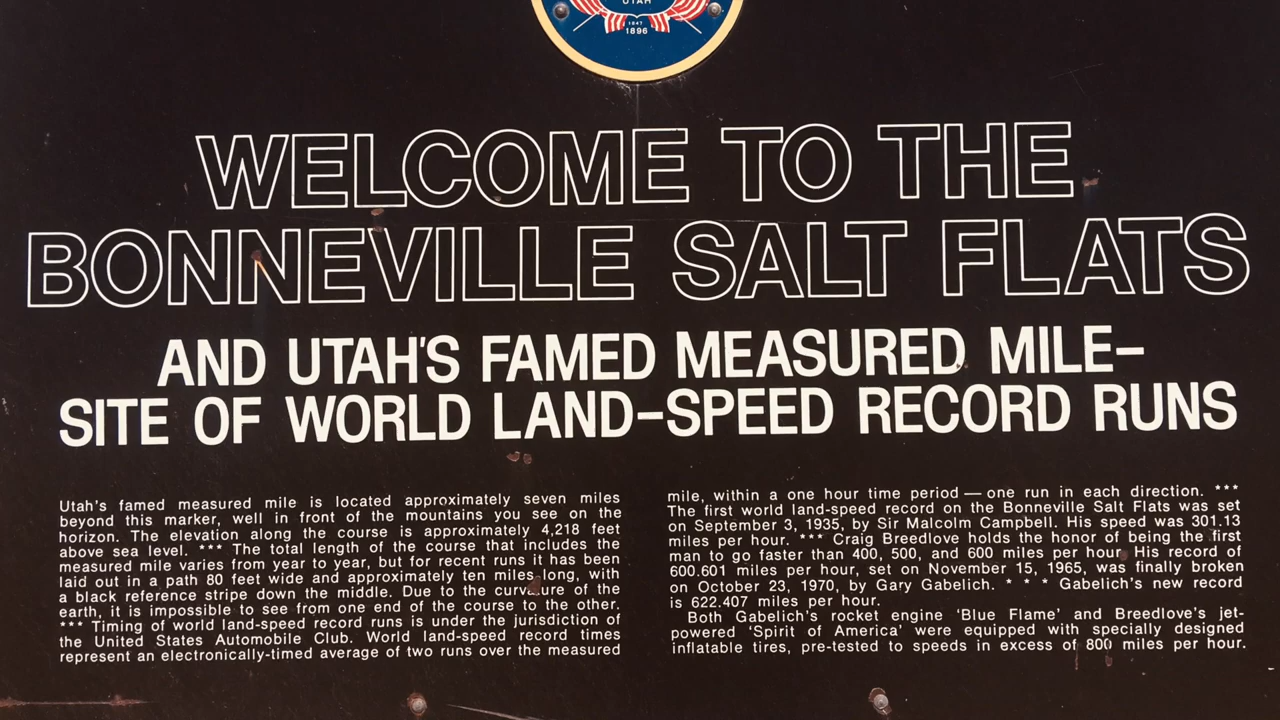 UTAH
1847
1896
WELCOME TO THE
BONNEVILLE SALT FLATS
AND UTAH'S FAMED MEASURED MILE–
SITE OF WORLD LAND–SPEED RECORD RUNS
Utah's famed measured mile is located approximately seven miles
beyond this marker, well in front of the mountains you see on the
horizon. The elevation along the course is approximately 4,218 feet
above sea level. *** The total length of the course that includes the
measured mile varies from year to year, but for recent runs it has been
laid out in a path 80 feet wide and approximately ten miles long, with
a black reference stripe down the middle. Due to the curvature of the
earth, it is impossible to see from one end of the course to the other.
*** Timing of world land-speed record runs is under the jurisdiction of
the United States Automobile Club. World land-speed record times
represent an electronically-timed average of two runs over the measured
mile, within a one hour time period — one run in each direction. ***
The first world land-speed record on the Bonneville Salt Flats was set
on September 3, 1935, by Sir Malcolm Campbell. His speed was 301.13
miles per hour. *** Craig Breedlove holds the honor of being the first
man to go faster than 400, 500, and 600 miles per hour. His record of
600.601 miles per hour, set on November 15, 1965, was finally broken
on October 23, 1970, by Gary Gabelich. * * * Gabelich's new record
is 622.407 miles per hour.
Both Gabelich's rocket engine 'Blue Flame' and Breedlove's jet-
powered 'Spirit of America' were equipped with specially designed
inflatable tires, pre-tested to speeds in excess of 800 miles per hour.